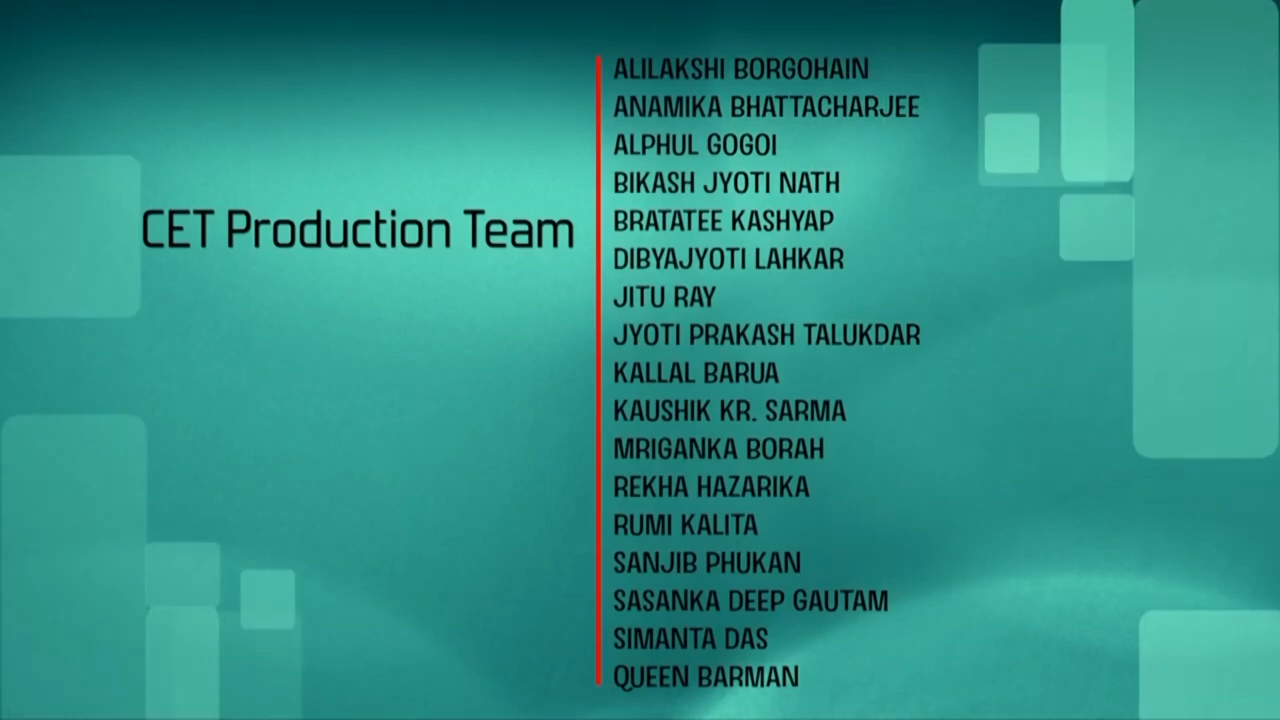 CET Production Team
ALILAKSHI BORGOHAIN
ANAMIKA BHATTACHARJEE
ALPHUL GOGOI
BIKASH JYOTI NATH
BRATATEE KASHYAP
DIBYAJYOTI LAHKAR
JITU RAY
JYOTI PRAKASH TALUKDAR
KALLAL BARUA
KAUSHIK KR. SARMA
MRIGANKA BORAH
REKHA HAZARIKA
RUMI KALITA
SANJIB PHUKAN
SASANKA DEEP GAUTAM
SIMANTA DAS
QUEEN BARMAN